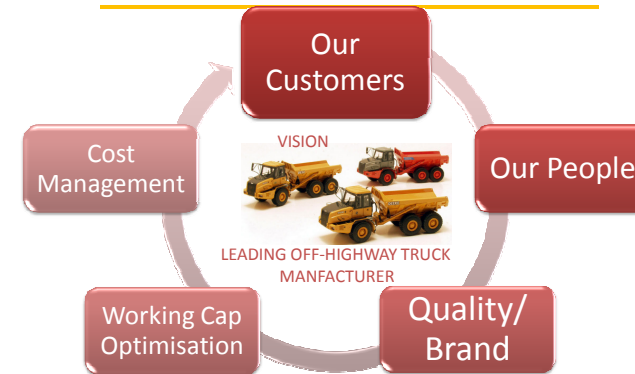 Our
Customers
Our People
Quality/
Brand
Working Cap
Optimisation
Cost
Management
VISION
LEADING OFF-HIGHWAY TRUCK
MANFACTURER